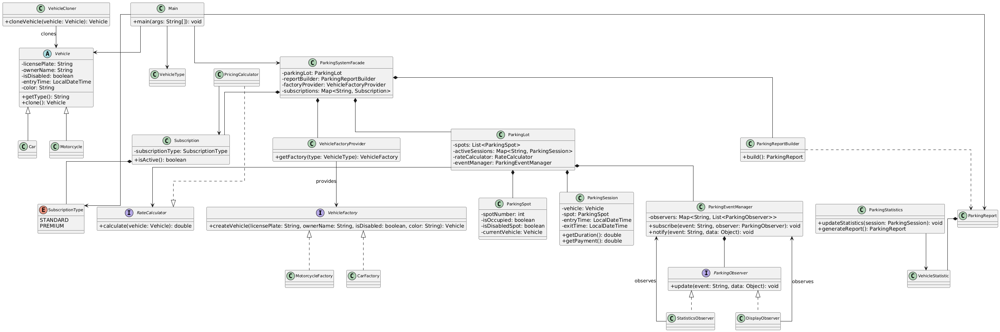 C VehicleCloner
+cloneVehicle(vehicle: Vehicle): Vehicle
C Main
+main(args: String[]): void
clones
A Vehicle
-licensePlate: String
-ownerName: String
-isDisabled: boolean
-entryTime: LocalDateTime
-color: String
+getType(): String
+clone(): Vehicle
C VehicleType
C PricingCalculator
C ParkingSystemFacade
-parkingLot: ParkingLot
-reportBuilder: ParkingReportBuilder
-factoryProvider: VehicleFactoryProvider
-subscriptions: Map<String, Subscription>
C Car
C Motorcycle
C Subscription
-subscriptionType: SubscriptionType
+isActive(): boolean
C VehicleFactoryProvider
+getFactory(type: VehicleType): VehicleFactory
C ParkingLot
-spots: List<ParkingSpot>
-activeSessions: Map<String, ParkingSession>
-rateCalculator: RateCalculator
-eventManager: ParkingEventManager
C ParkingReportBuilder
+build(): ParkingReport
provides
E SubscriptionType
STANDARD
PREMIUM
I RateCalculator
+calculate(vehicle: Vehicle): double
I VehicleFactory
+createVehicle(licensePlate: String, ownerName: String, isDisabled: boolean, color: String): Vehicle
C ParkingSpot
-spotNumber: int
-isOccupied: boolean
-isDisabledSpot: boolean
-currentVehicle: Vehicle
C ParkingSession
-vehicle: Vehicle
-spot: ParkingSpot
-entryTime: LocalDateTime
-exitTime: LocalDateTime
+getDuration(): double
+getPayment(): double
C ParkingEventManager
-observers: Map<String, List<ParkingObserver>>
+subscribe(event: String, observer: ParkingObserver): void
+notify(event: String, data: Object): void
C ParkingStatistics
+updateStatistics(session: ParkingSession): void
+generateReport(): ParkingReport
C ParkingReport
C MotorcycleFactory
C CarFactory
observes
I ParkingObserver
+update(event: String, data: Object): void
observes
C VehicleStatistic
C StatisticsObserver
C DisplayObserver